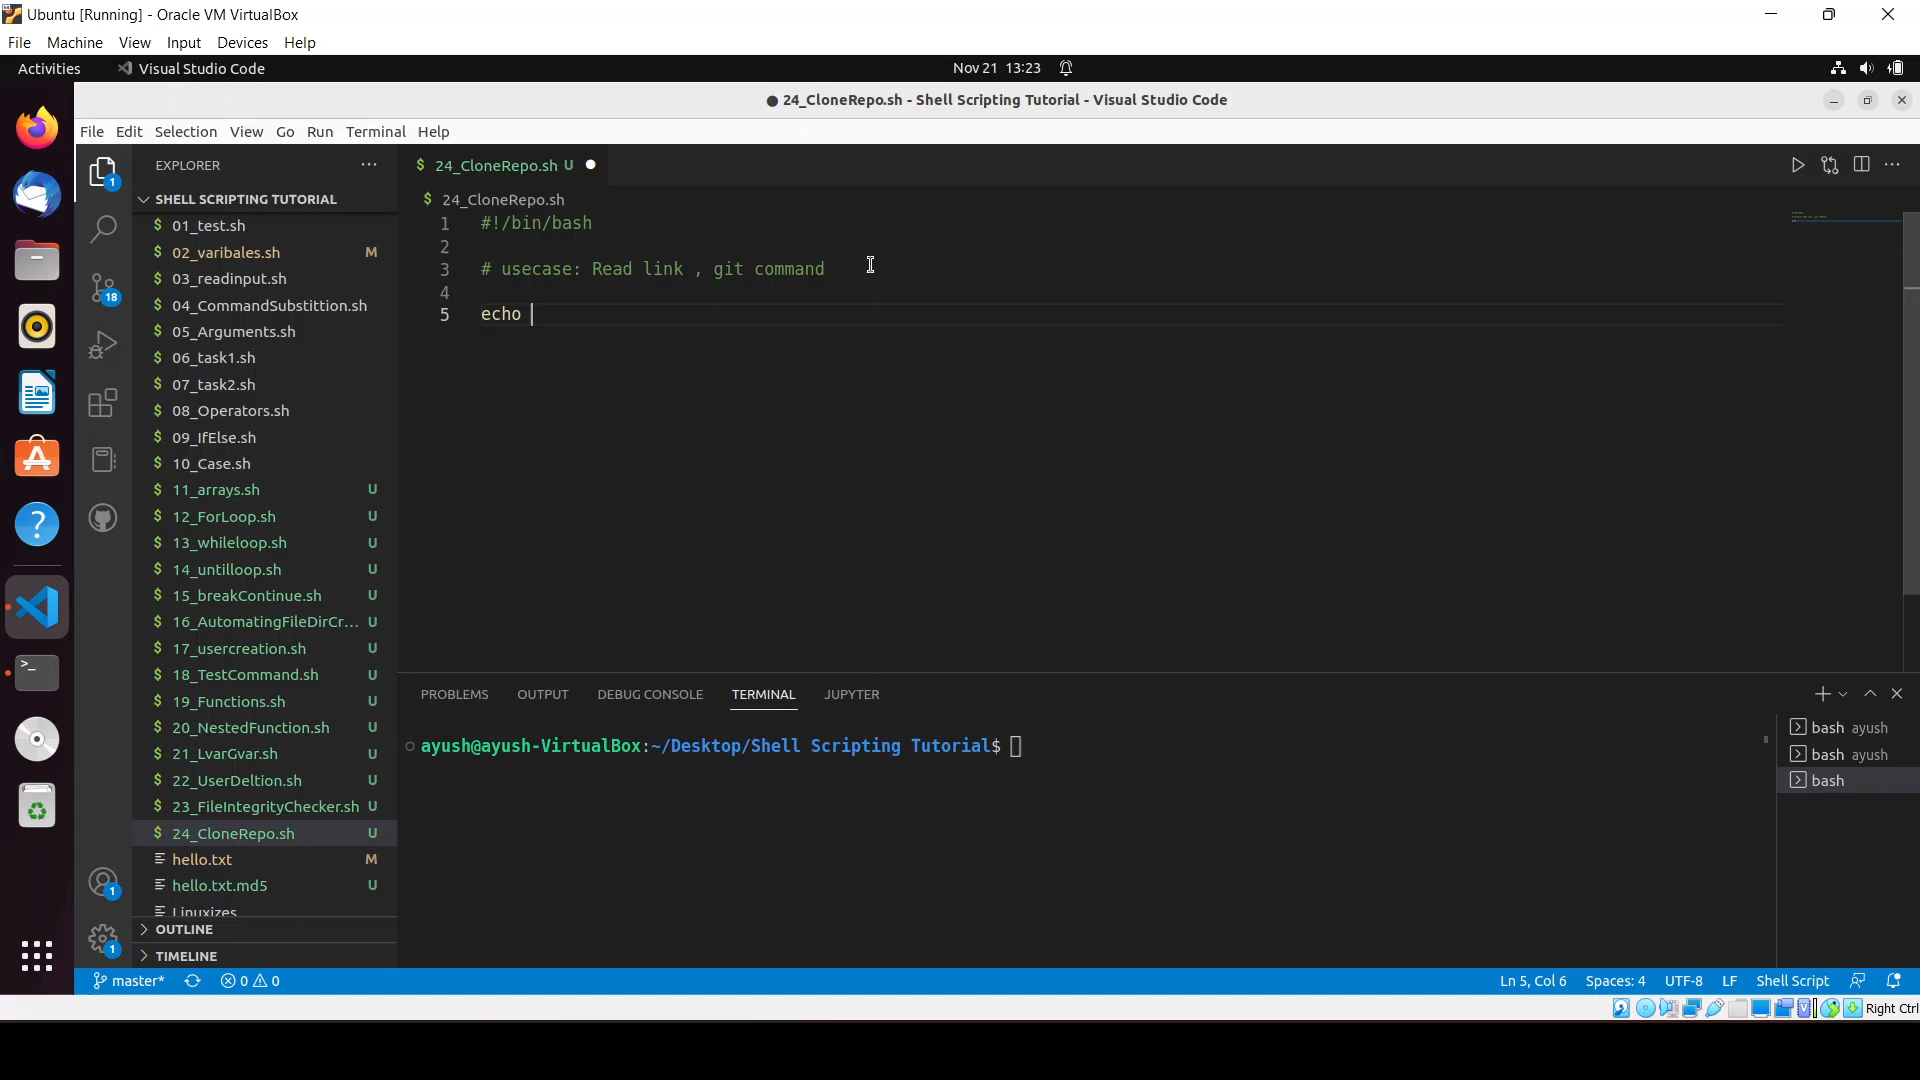 Ubuntu [Running] - Oracle VM VirtualBox
File Machine View Input Devices Help
Activities Visual Studio Code Nov 21 13:23
● 24_CloneRepo.sh - Shell Scripting Tutorial - Visual Studio Code
File Edit Selection View Go Run Terminal Help
EXPLORER ···
$ 24_CloneRepo.sh U ●
SHELL SCRIPTING TUTORIAL
$ 24_CloneRepo.sh
$ 01_test.sh
$ 02_varibales.sh M
$ 03_readinput.sh
$ 04_CommandSubstittion.sh
$ 05_Arguments.sh
$ 06_task1.sh
$ 07_task2.sh
$ 08_Operators.sh
$ 09_IfElse.sh
$ 10_Case.sh
$ 11_arrays.sh U
$ 12_ForLoop.sh U
$ 13_whileloop.sh U
$ 14_untilloop.sh U
$ 15_breakContinue.sh U
$ 16_AutomatingFileDirCr... U
$ 17_usercreation.sh U
$ 18_TestCommand.sh U
$ 19_Functions.sh U
$ 20_NestedFunction.sh U
$ 21_LvarGvar.sh U
$ 22_UserDeltion.sh U
$ 23_FileIntegrityChecker.sh U
$ 24_CloneRepo.sh U
hello.txt M
hello.txt.md5 U
Linuxizes
OUTLINE
TIMELINE
1
18
1
1
1 #!/bin/bash
2
3 # usecase: Read link , git command
4
5 echo
PROBLEMS OUTPUT DEBUG CONSOLE TERMINAL JUPYTER
ayush@ayush-VirtualBox:~/Desktop/Shell Scripting Tutorial$
bash ayush
bash ayush
bash
master* 0 0 Ln 5, Col 6 Spaces: 4 UTF-8 LF Shell Script
Right Ctrl